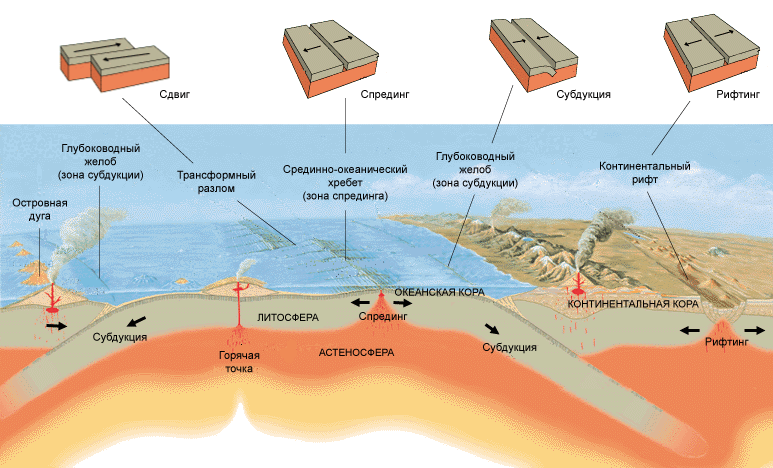 Сдвиг
Спрединг
Субдукция
Рифтинг
Глубоководный
желоб
(зона субдукции)
Трансформный
разлом
Срединно-океанический
хребет
(зона спрединга)
Глубоководный
желоб
(зона субдукции)
Континентальный
рифт
Островная
дуга
ОКЕАНСКАЯ КОРА
КОНТИНЕНТАЛЬНАЯ КОРА
ЛИТОСФЕРА
Спрединг
Субдукция
Субдукция
Рифтинг
Горячая
точка
АСТЕНОСФЕРА